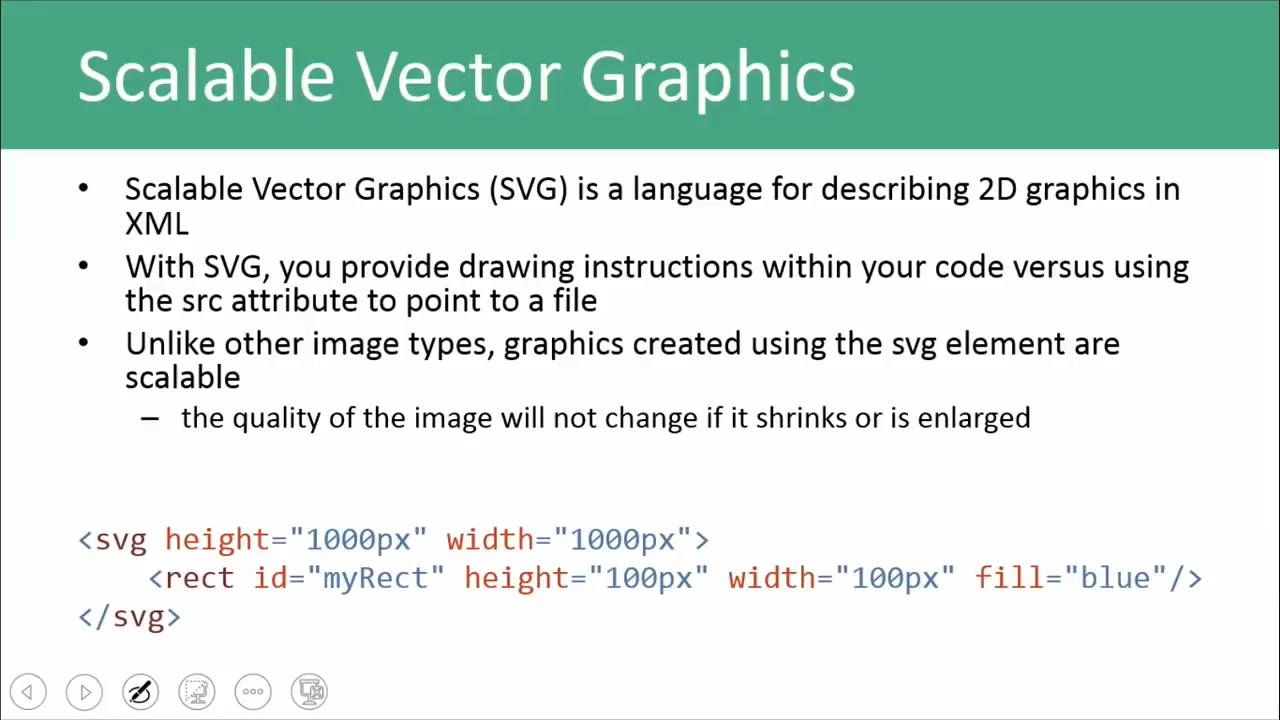 Scalable Vector Graphics
• Scalable Vector Graphics (SVG) is a language for describing 2D graphics in
XML
• With SVG, you provide drawing instructions within your code versus using
the src attribute to point to a file
• Unlike other image types, graphics created using the svg element are
scalable
– the quality of the image will not change if it shrinks or is enlarged
<svg height="1000px" width="1000px">
<rect id="myRect" height="100px" width="100px" fill="blue"/>
</svg>